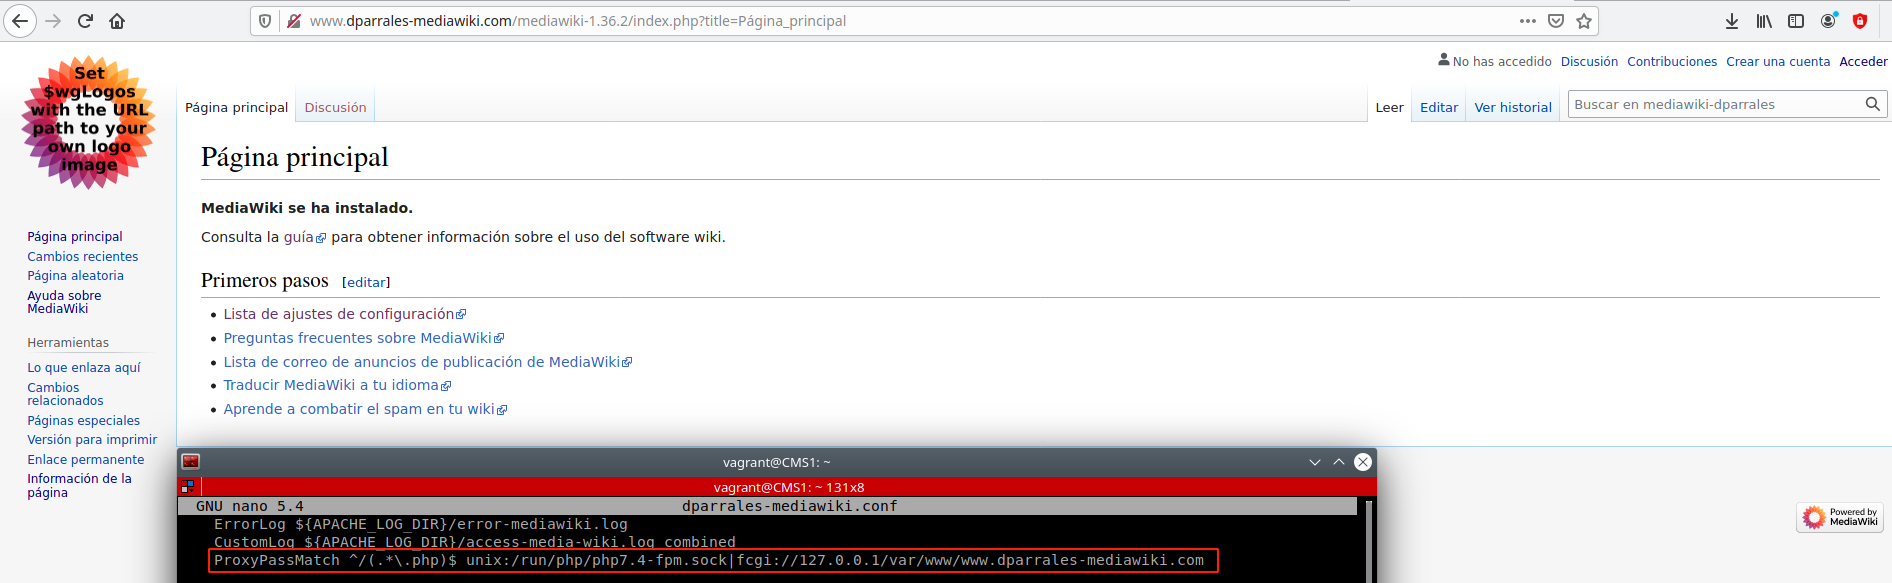 www.dparrales-mediawiki.com/mediawiki-1.36.2/index.php?title=Página_principal
No has accedido Discusión Contribuciones Crear una cuenta Acceder
Set
$wgLogos
with the URL
path to your
own logo
image
Página principal Discusión Leer Editar Ver historial Buscar en mediawiki-dparrales
Página principal
MediaWiki se ha instalado.
Consulta la guía para obtener información sobre el uso del software wiki.
Primeros pasos [editar]
Lista de ajustes de configuración
Preguntas frecuentes sobre MediaWiki
Lista de correo de anuncios de publicación de MediaWiki
Traducir MediaWiki a tu idioma
Aprende a combatir el spam en tu wiki
Página principal
Cambios recientes
Página aleatoria
Ayuda sobre
MediaWiki
Herramientas
Lo que enlaza aquí
Cambios
relacionados
Páginas especiales
Versión para imprimir
Enlace permanente
Información de la
página
vagrant@CMS1: ~
vagrant@CMS1: ~ 131x8
GNU nano 5.4 dparrales-mediawiki.conf
ErrorLog ${APACHE_LOG_DIR}/error-mediawiki.log
CustomLog ${APACHE_LOG_DIR}/access-media-wiki.log combined
ProxyPassMatch ^/(.*\.php)$ unix:/run/php/php7.4-fpm.sock|fcgi://127.0.0.1/var/www/www.dparrales-mediawiki.com
Powered by
MediaWiki